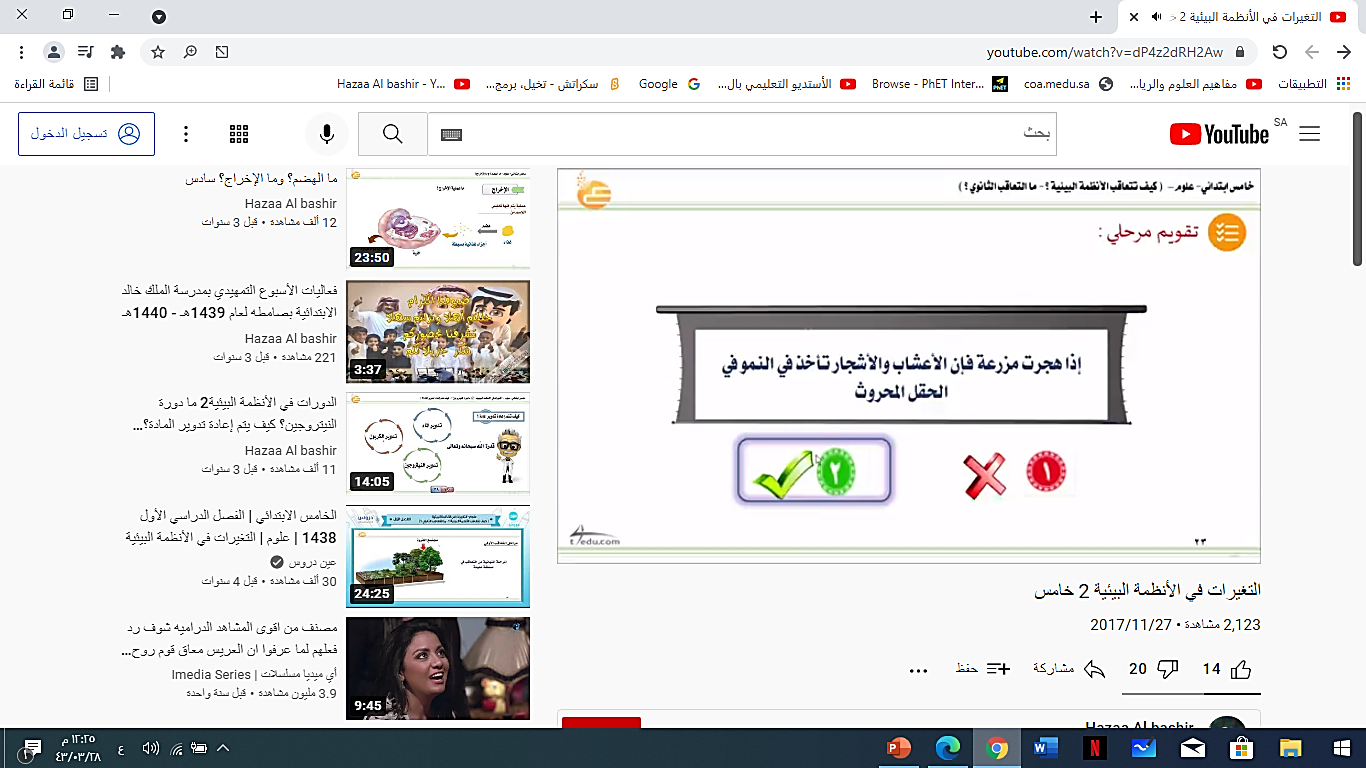 التغيرات في الأنظمة البيئية 2
youtube.com/watch?v=dP4z2dRH2Aw
التطبيقات
مفاهيم العلوم والريا...
coa.medu.sa
Browse - PhET Inter...
الأستديو التعليمي بال...
Google
سكراتش - تخيل، برمج...
Hazaa Al bashir - Y...
قائمة القراءة
YouTube SA
بحث
تسجيل الدخول
خامس ابتدائي- علوم – ( كيف تتعاقب الأنظمة البيئية ؟- ما التعاقب الثانوي ؟ )
تقويم مرحلي :
إذا هجرت مزرعة فإن الأعشاب والأشجار تأخذ في النمو في
الحقل المحروث
١
٢
٢٣
التغيرات في الأنظمة البيئية 2 خامس
2,123 مشاهدة • 2017/11/27
14
20
مشاركة
حفظ
Hazaa Al bashir
ما الهضم؟ وما الإخراج؟ سادس
Hazaa Al bashir
12 ألف مشاهدة • قبل 3 سنوات
الإخراج
23:50
فعاليات الأسبوع التمهيدي بمدرسة الملك خالد
الابتدائية بصامطه لعام 1439هـ - 1440هـ
Hazaa Al bashir
221 مشاهدة • قبل 3 سنوات
3:37
الدورات في الأنظمة البيئية2 ما دورة
النيتروجين؟ كيف يتم إعادة تدوير المادة؟...
Hazaa Al bashir
11 ألف مشاهدة • قبل 3 سنوات
14:05
الخامس الابتدائي | الفصل الدراسي الأول
1438 | علوم | التغيرات في الأنظمة البيئية
عين دروس
30 ألف مشاهدة • قبل 4 سنوات
24:25
مصنف من اقوى المشاهد الدراميه شوف رد
فعلهم لما عرفوا ان العريس معاق قوم روح...
أي ميديا مسلسلات | Imedia Series
3.9 مليون مشاهدة • قبل سنة واحدة
9:45
ع
١٢:٢٥ م
٤٣/٠٣/٢٨